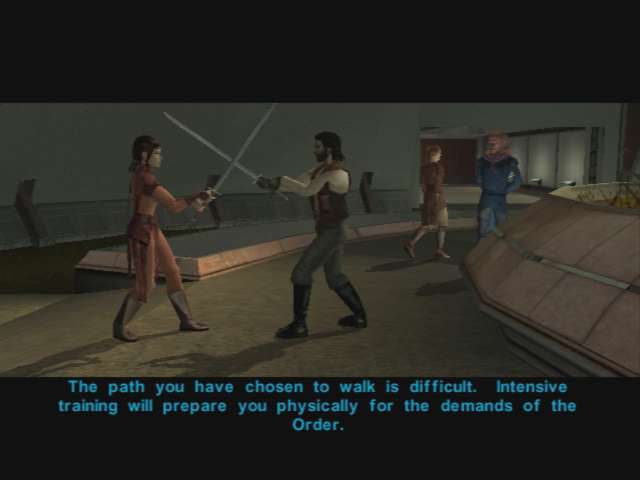 The path you have chosen to walk is difficult. Intensive
training will prepare you physically for the demands of the
Order.